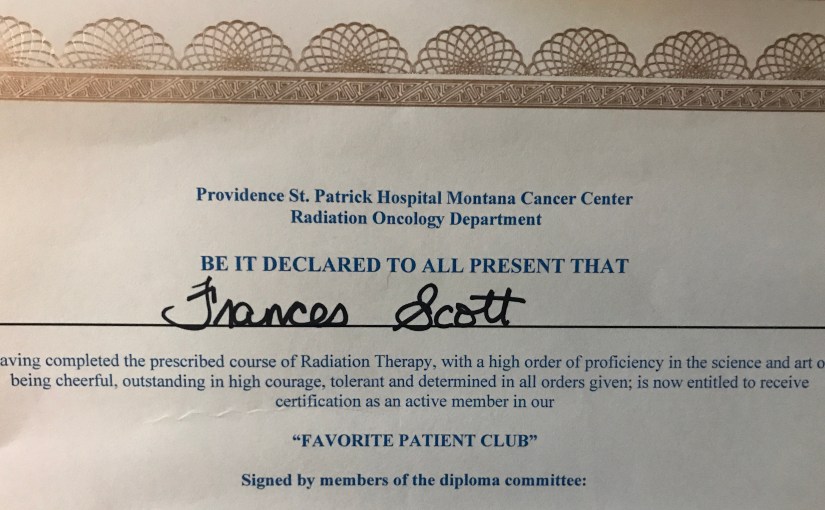 Providence St. Patrick Hospital Montana Cancer Center
Radiation Oncology Department
BE IT DECLARED TO ALL PRESENT THAT
Frances Scott
aving completed the prescribed course of Radiation Therapy, with a high order of proficiency in the science and art o
being cheerful, outstanding in high courage, tolerant and determined in all orders given; is now entitled to receive
certification as an active member in our
“FAVORITE PATIENT CLUB”
Signed by members of the diploma committee: